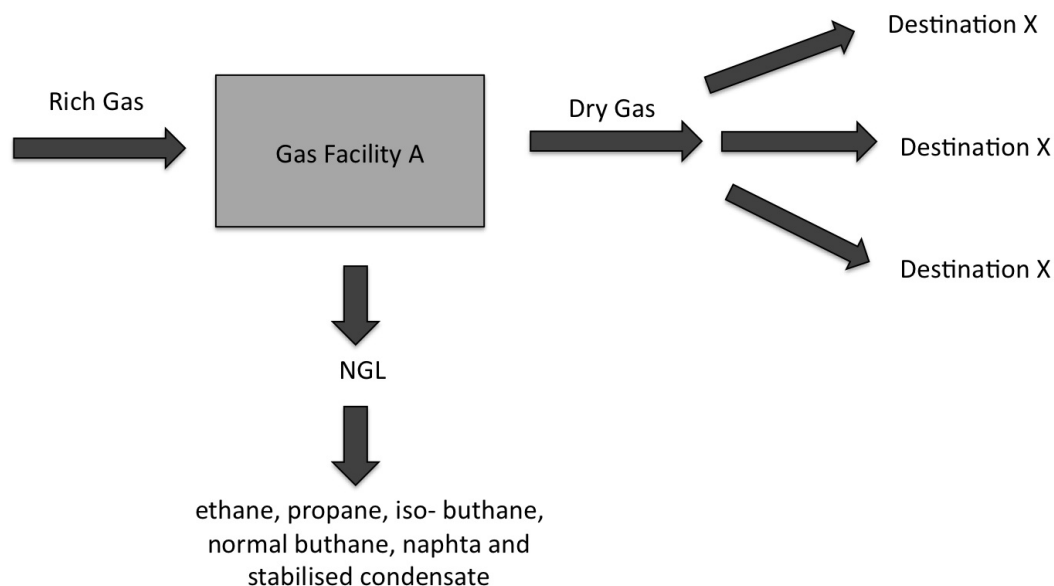 Destination X
Rich Gas
Dry Gas
Gas Facility A
Destination X
Destination X
NGL
ethane, propane, iso- buthane,
normal buthane, naphta and
stabilised condensate